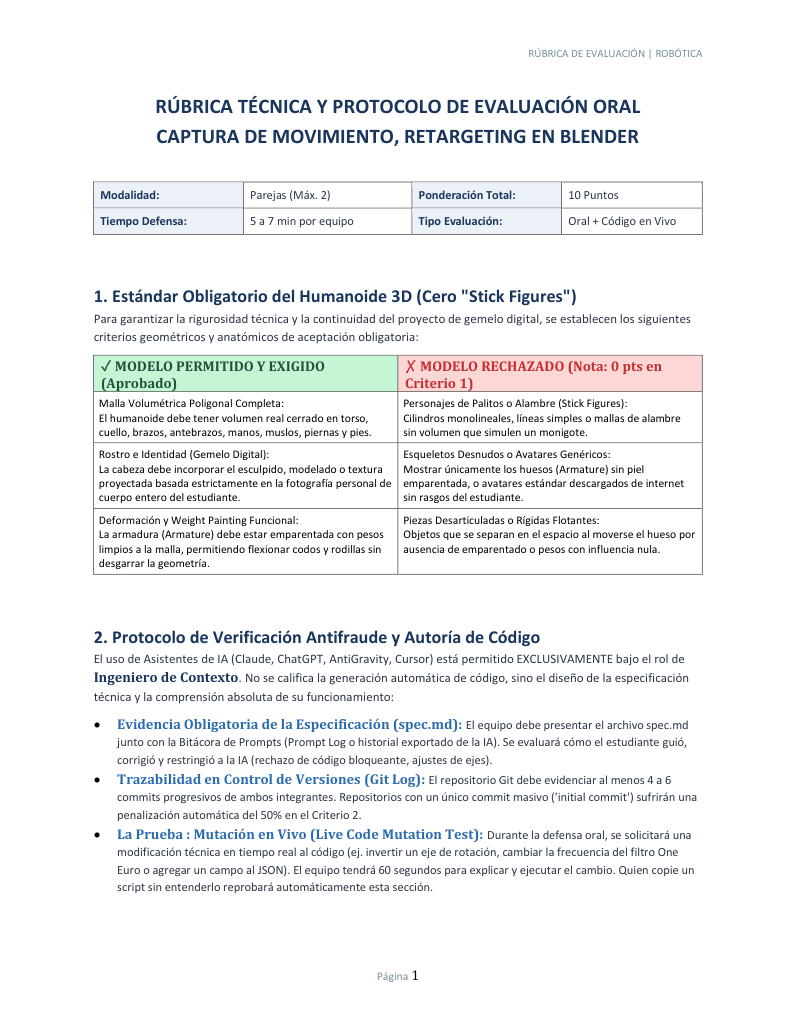 RÚBRICA DE EVALUACIÓN | ROBÓTICA
RÚBRICA TÉCNICA Y PROTOCOLO DE EVALUACIÓN ORAL
CAPTURA DE MOVIMIENTO, RETARGETING EN BLENDER
Modalidad: Parejas (Máx. 2) Ponderación Total: 10 Puntos
Tiempo Defensa: 5 a 7 min por equipo Tipo Evaluación: Oral + Código en Vivo
1. Estándar Obligatorio del Humanoide 3D (Cero "Stick Figures")
Para garantizar la rigurosidad técnica y la continuidad del proyecto de gemelo digital, se establecen los siguientes
criterios geométricos y anatómicos de aceptación obligatoria:
✓ MODELO PERMITIDO Y EXIGIDO
(Aprobado)
✗ MODELO RECHAZADO (Nota: 0 pts en
Criterio 1)
Malla Volumétrica Poligonal Completa:
El humanoide debe tener volumen real cerrado en torso,
cuello, brazos, antebrazos, manos, muslos, piernas y pies.
Personajes de Palitos o Alambre (Stick Figures):
Cilindros monolineales, líneas simples o mallas de alambre
sin volumen que simulen un monigote.
Rostro e Identidad (Gemelo Digital):
La cabeza debe incorporar el esculpido, modelado o textura
proyectada basada estrictamente en la fotografía personal de
cuerpo entero del estudiante.
Esqueletos Desnudos o Avatares Genéricos:
Mostrar únicamente los huesos (Armature) sin piel
emparentada, o avatares estándar descargados de internet
sin rasgos del estudiante.
Deformación y Weight Painting Funcional:
La armadura (Armature) debe estar emparentada con pesos
limpios a la malla, permitiendo flexionar codos y rodillas sin
desgarrar la geometría.
Piezas Desarticuladas o Rígidas Flotantes:
Objetos que se separan en el espacio al moverse el hueso por
ausencia de emparentado o pesos con influencia nula.
2. Protocolo de Verificación Antifraude y Autoría de Código
El uso de Asistentes de IA (Claude, ChatGPT, AntiGravity, Cursor) está permitido EXCLUSIVAMENTE bajo el rol de
Ingeniero de Contexto. No se califica la generación automática de código, sino el diseño de la especificación
técnica y la comprensión absoluta de su funcionamiento:
• Evidencia Obligatoria de la Especificación (spec.md): El equipo debe presentar el archivo spec.md
junto con la Bitácora de Prompts (Prompt Log o historial exportado de la IA). Se evaluará cómo el estudiante guió,
corrigió y restringió a la IA (rechazo de código bloqueante, ajustes de ejes).
• Trazabilidad en Control de Versiones (Git Log): El repositorio Git debe evidenciar al menos 4 a 6
commits progresivos de ambos integrantes. Repositorios con un único commit masivo ('initial commit') sufrirán una
penalización automática del 50% en el Criterio 2.
• La Prueba : Mutación en Vivo (Live Code Mutation Test): Durante la defensa oral, se solicitará una
modificación técnica en tiempo real al código (ej. invertir un eje de rotación, cambiar la frecuencia del filtro One
Euro o agregar un campo al JSON). El equipo tendrá 60 segundos para explicar y ejecutar el cambio. Quien copie un
script sin entenderlo reprobará automáticamente esta sección.
Página 1